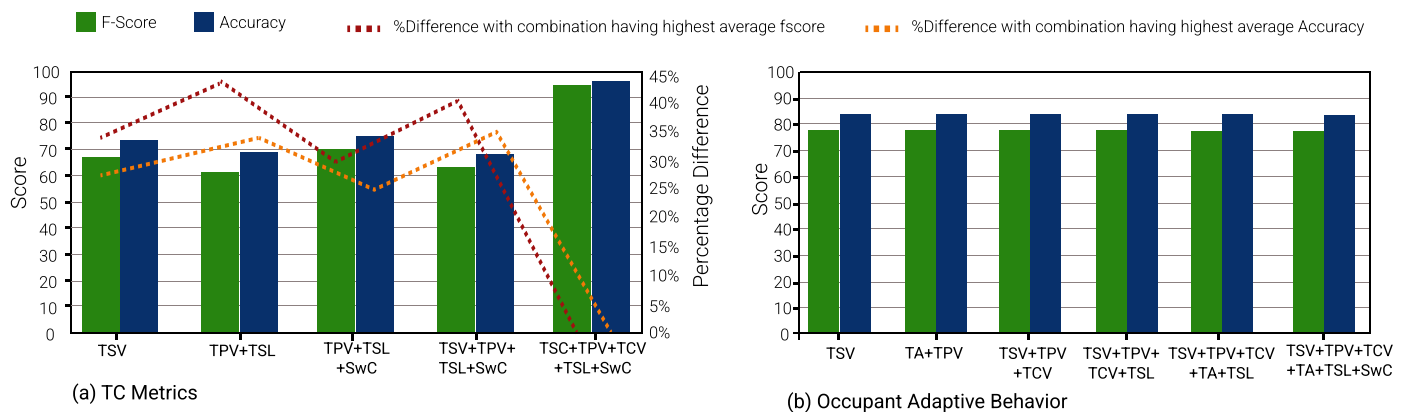 F-Score
Accuracy
%Difference with combination having highest average fscore
%Difference with combination having highest average Accuracy
100
90
80
70
60
50
40
30
20
10
0
Score
45%
40%
35%
30%
25%
20%
15%
10%
5%
0%
Percentage Difference
TSV
TPV+TSL
TPV+TSL
+SwC
TSV+TPV+
TSL+SwC
TSC+TPV+TCV
+TSL+SwC
(a) TC Metrics
100
90
80
70
60
50
40
30
20
10
0
Score
TSV
TA+TPV
TSV+TPV
+TCV
TSV+TPV+
TCV+TSL
TSV+TPV+TCV
+TA+TSL
TSV+TPV+TCV
+TA+TSL+SwC
(b) Occupant Adaptive Behavior